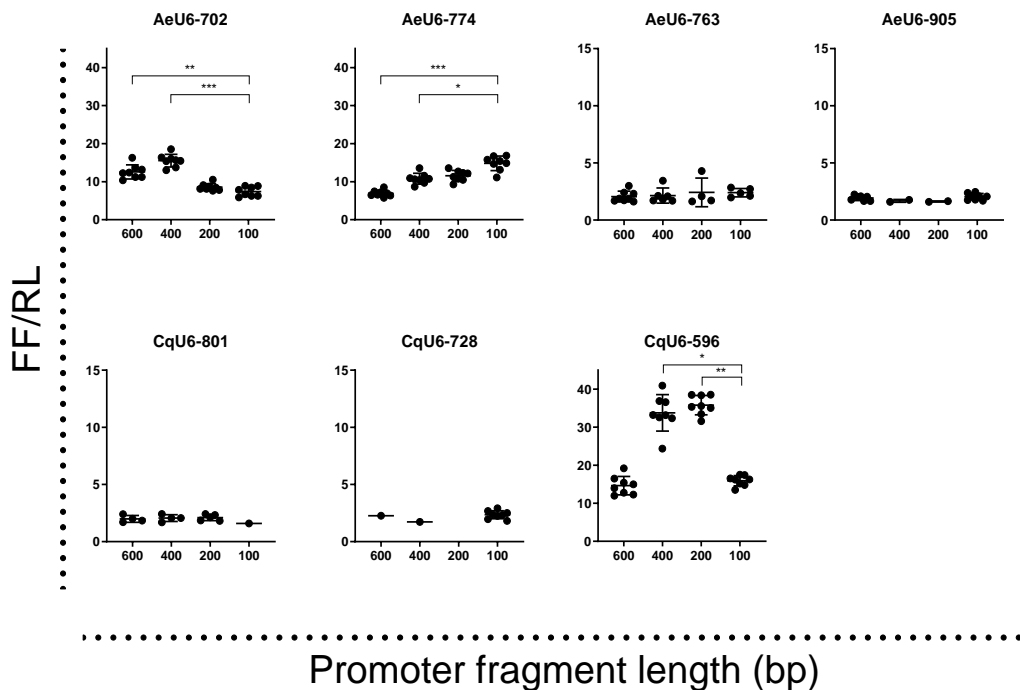 AeU6-702 AeU6-774 AeU6-763 AeU6-905
40 30 20 10 0
** ***
600 400 200 100
40 30 20 10 0
*** *
600 400 200 100
15 10 5 0
600 400 200 100
15 10 5 0
600 400 200 100
FF/RL
CqU6-801 CqU6-728 CqU6-596
15 10 5 0
600 400 200 100
15 10 5 0
600 400 200 100
40 30 20 10 0
* **
600 400 200 100
Promoter fragment length (bp)